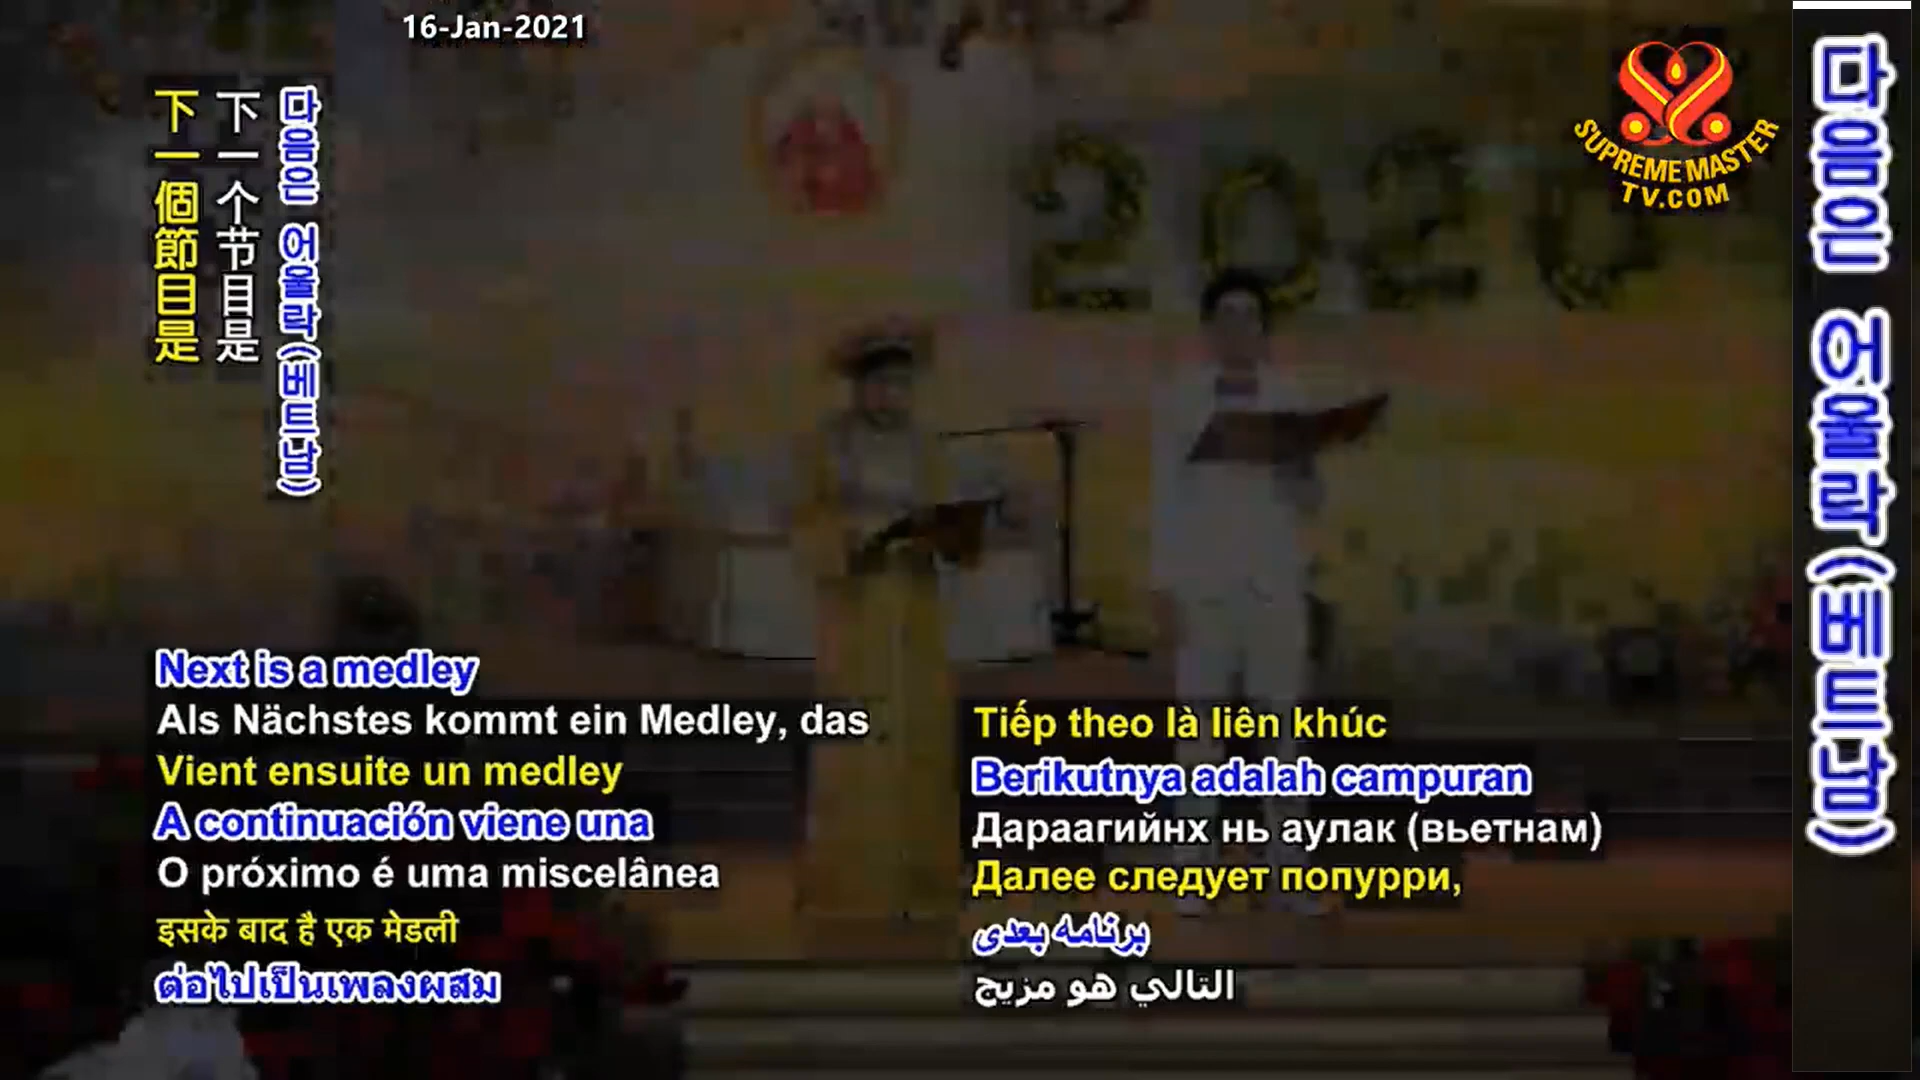 16-Jan-2021
SUPREME MASTER
TV.COM
下一個節目是
下一个节目是
다음은 어울락(베트남)
Next is a medley
Als Nächstes kommt ein Medley, das
Vient ensuite un medley
A continuación viene una
O próximo é uma miscelânea
इसके बाद है एक मेडली
ต่อไปเป็นเพลงผสม
Tiếp theo là liên khúc
Berikutnya adalah campuran
Дараагийнх нь аулак (вьетнам)
Далее следует попурри,
برنامه بعدی
التالي هو مزيج
2020
다음은 어울락(베트남)